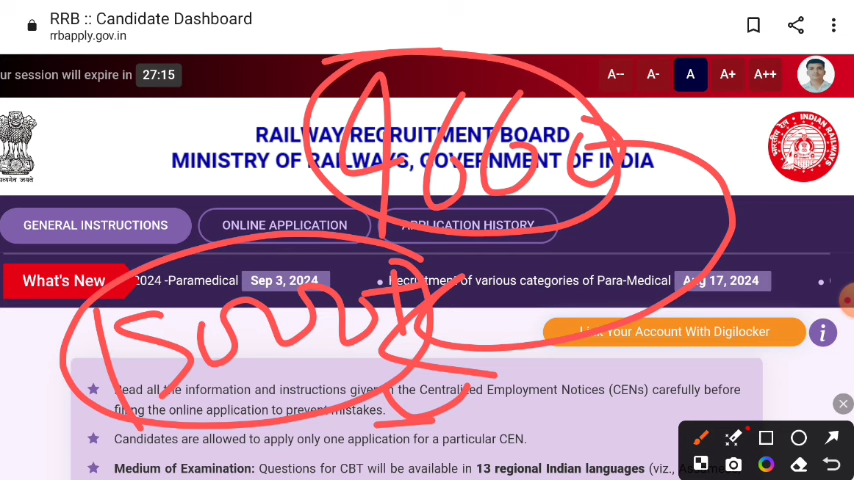 RRB :: Candidate Dashboard
rrbapply.gov.in
ur session will expire in 27:15 A-- A- A A+ A++
RAILWAY RECRUITMENT BOARD
MINISTRY OF RAILWAYS, GOVERNMENT OF INDIA
4660
GENERAL INSTRUCTIONS ONLINE APPLICATION APPLICATION HISTORY
What's New 2024 -Paramedical Sep 3, 2024 • Recruitment of various categories of Para-Medical Aug 17, 2024 •
Link Your Account With Digilocker
Read all the information and instructions given in the Centralized Employment Notices (CENs) carefully before
filling the online application to prevent mistakes.
Candidates are allowed to apply only one application for a particular CEN.
Medium of Examination: Questions for CBT will be available in 13 regional Indian languages (viz.,